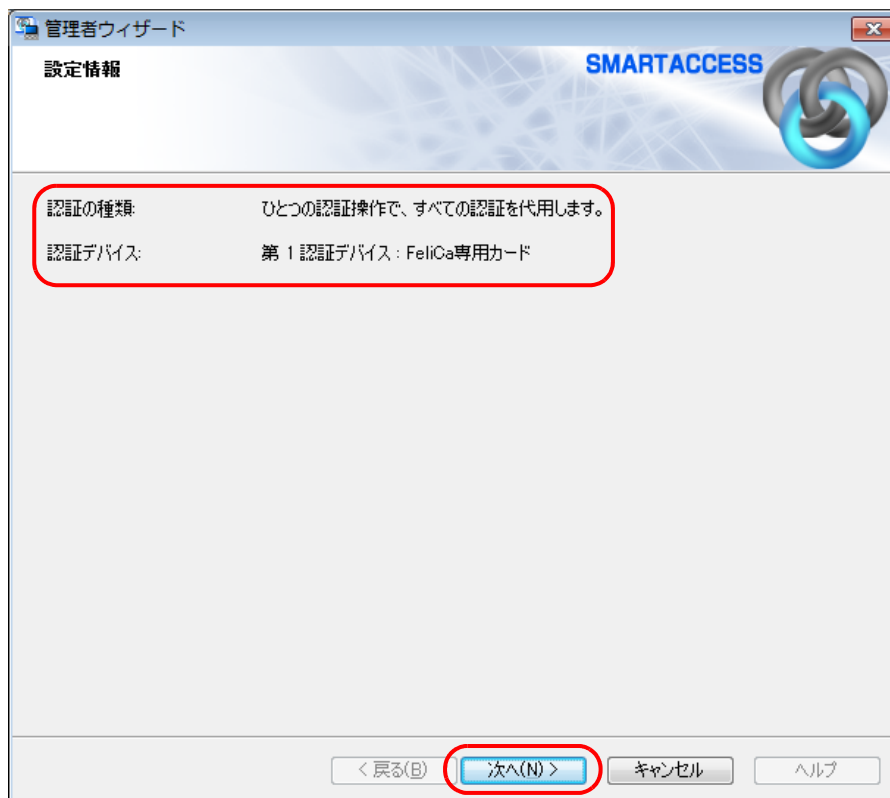 管理者ウィザード
設定情報
SMARTACCESS
認証の種類: ひとつの認証操作で、すべての認証を代用します。
認証デバイス: 第 1 認証デバイス : FeliCa専用カード
< 戻る(B) 次へ(N) > キャンセル ヘルプ